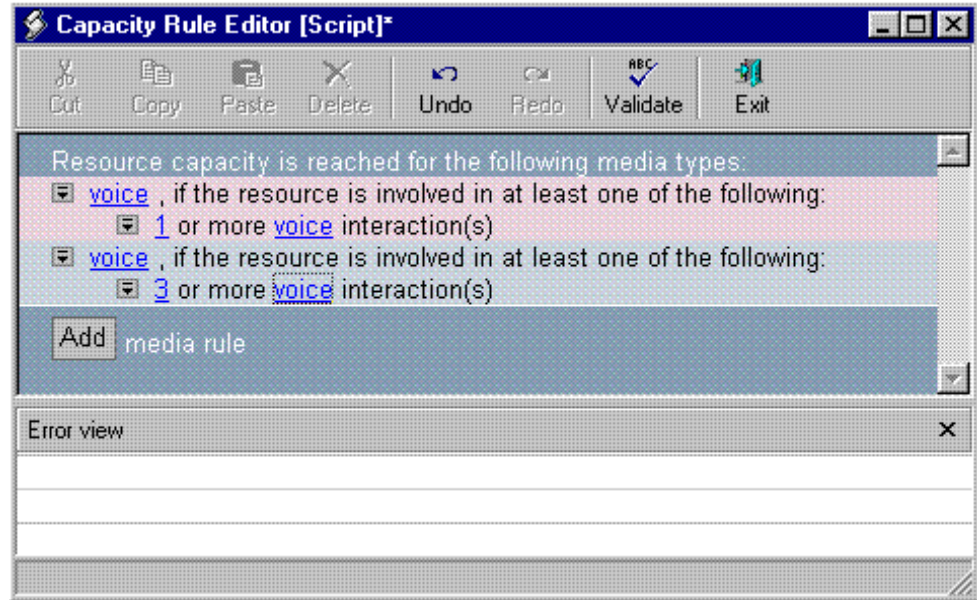 Capacity Rule Editor [Script]*
Cut Copy Paste Delete Undo Redo ABC Validate Exit
Resource capacity is reached for the following media types:
voice , if the resource is involved in at least one of the following:
1 or more voice interaction(s)
voice , if the resource is involved in at least one of the following:
3 or more voice interaction(s)
Add media rule
Error view